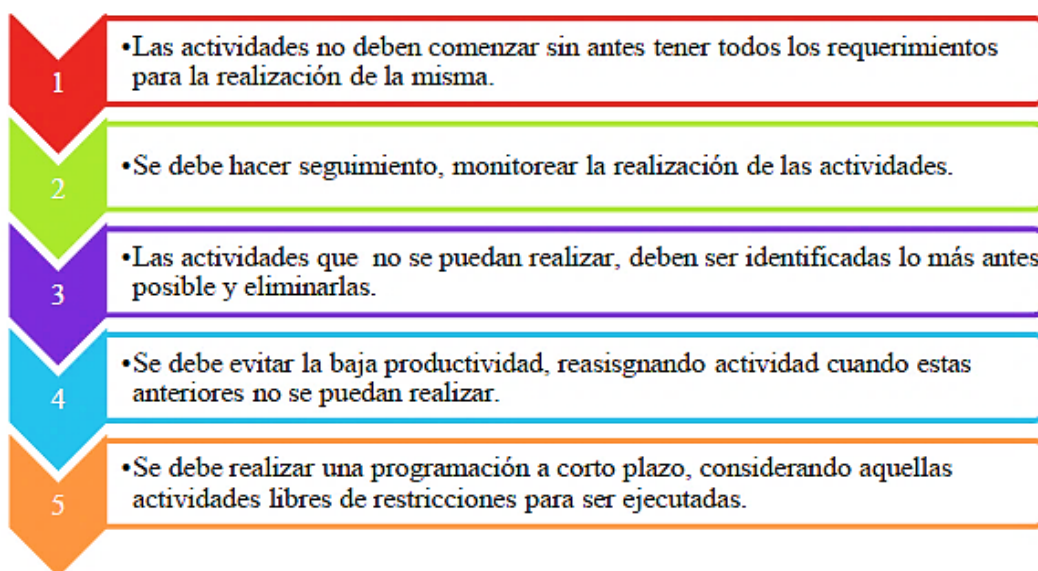 1
•Las actividades no deben comenzar sin antes tener todos los requerimientos
para la realización de la misma.
2
•Se debe hacer seguimiento, monitorear la realización de las actividades.
3
•Las actividades que  no se puedan realizar, deben ser identificadas lo más antes
posible y eliminarlas.
4
•Se debe evitar la baja productividad, reasisgnando actividad cuando estas
anteriores no se puedan realizar.
5
•Se debe realizar una programación a corto plazo, considerando aquellas
actividades libres de restricciones para ser ejecutadas.